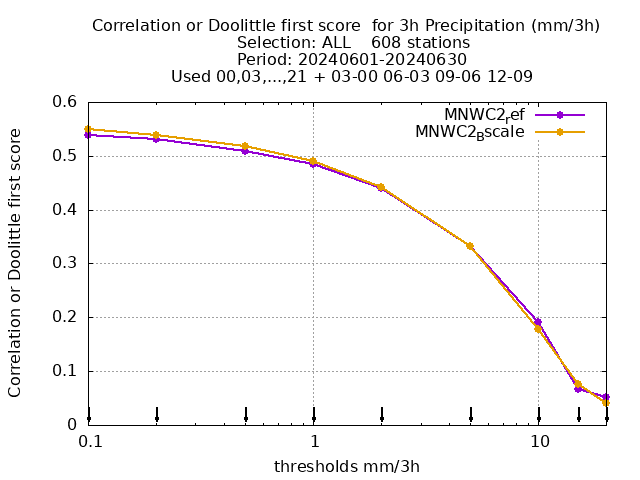 Correlation or Doolittle first score  for 3h Precipitation (mm/3h)
Selection: ALL    608 stations
Period: 20240601-20240630
Used 00,03,...,21 + 03-00 06-03 09-06 12-09
MNWC2ref
MNWC2Bscale
Correlation or Doolittle first score
0.6
0.5
0.4
0.3
0.2
0.1
0
0.1
1
10
thresholds mm/3h